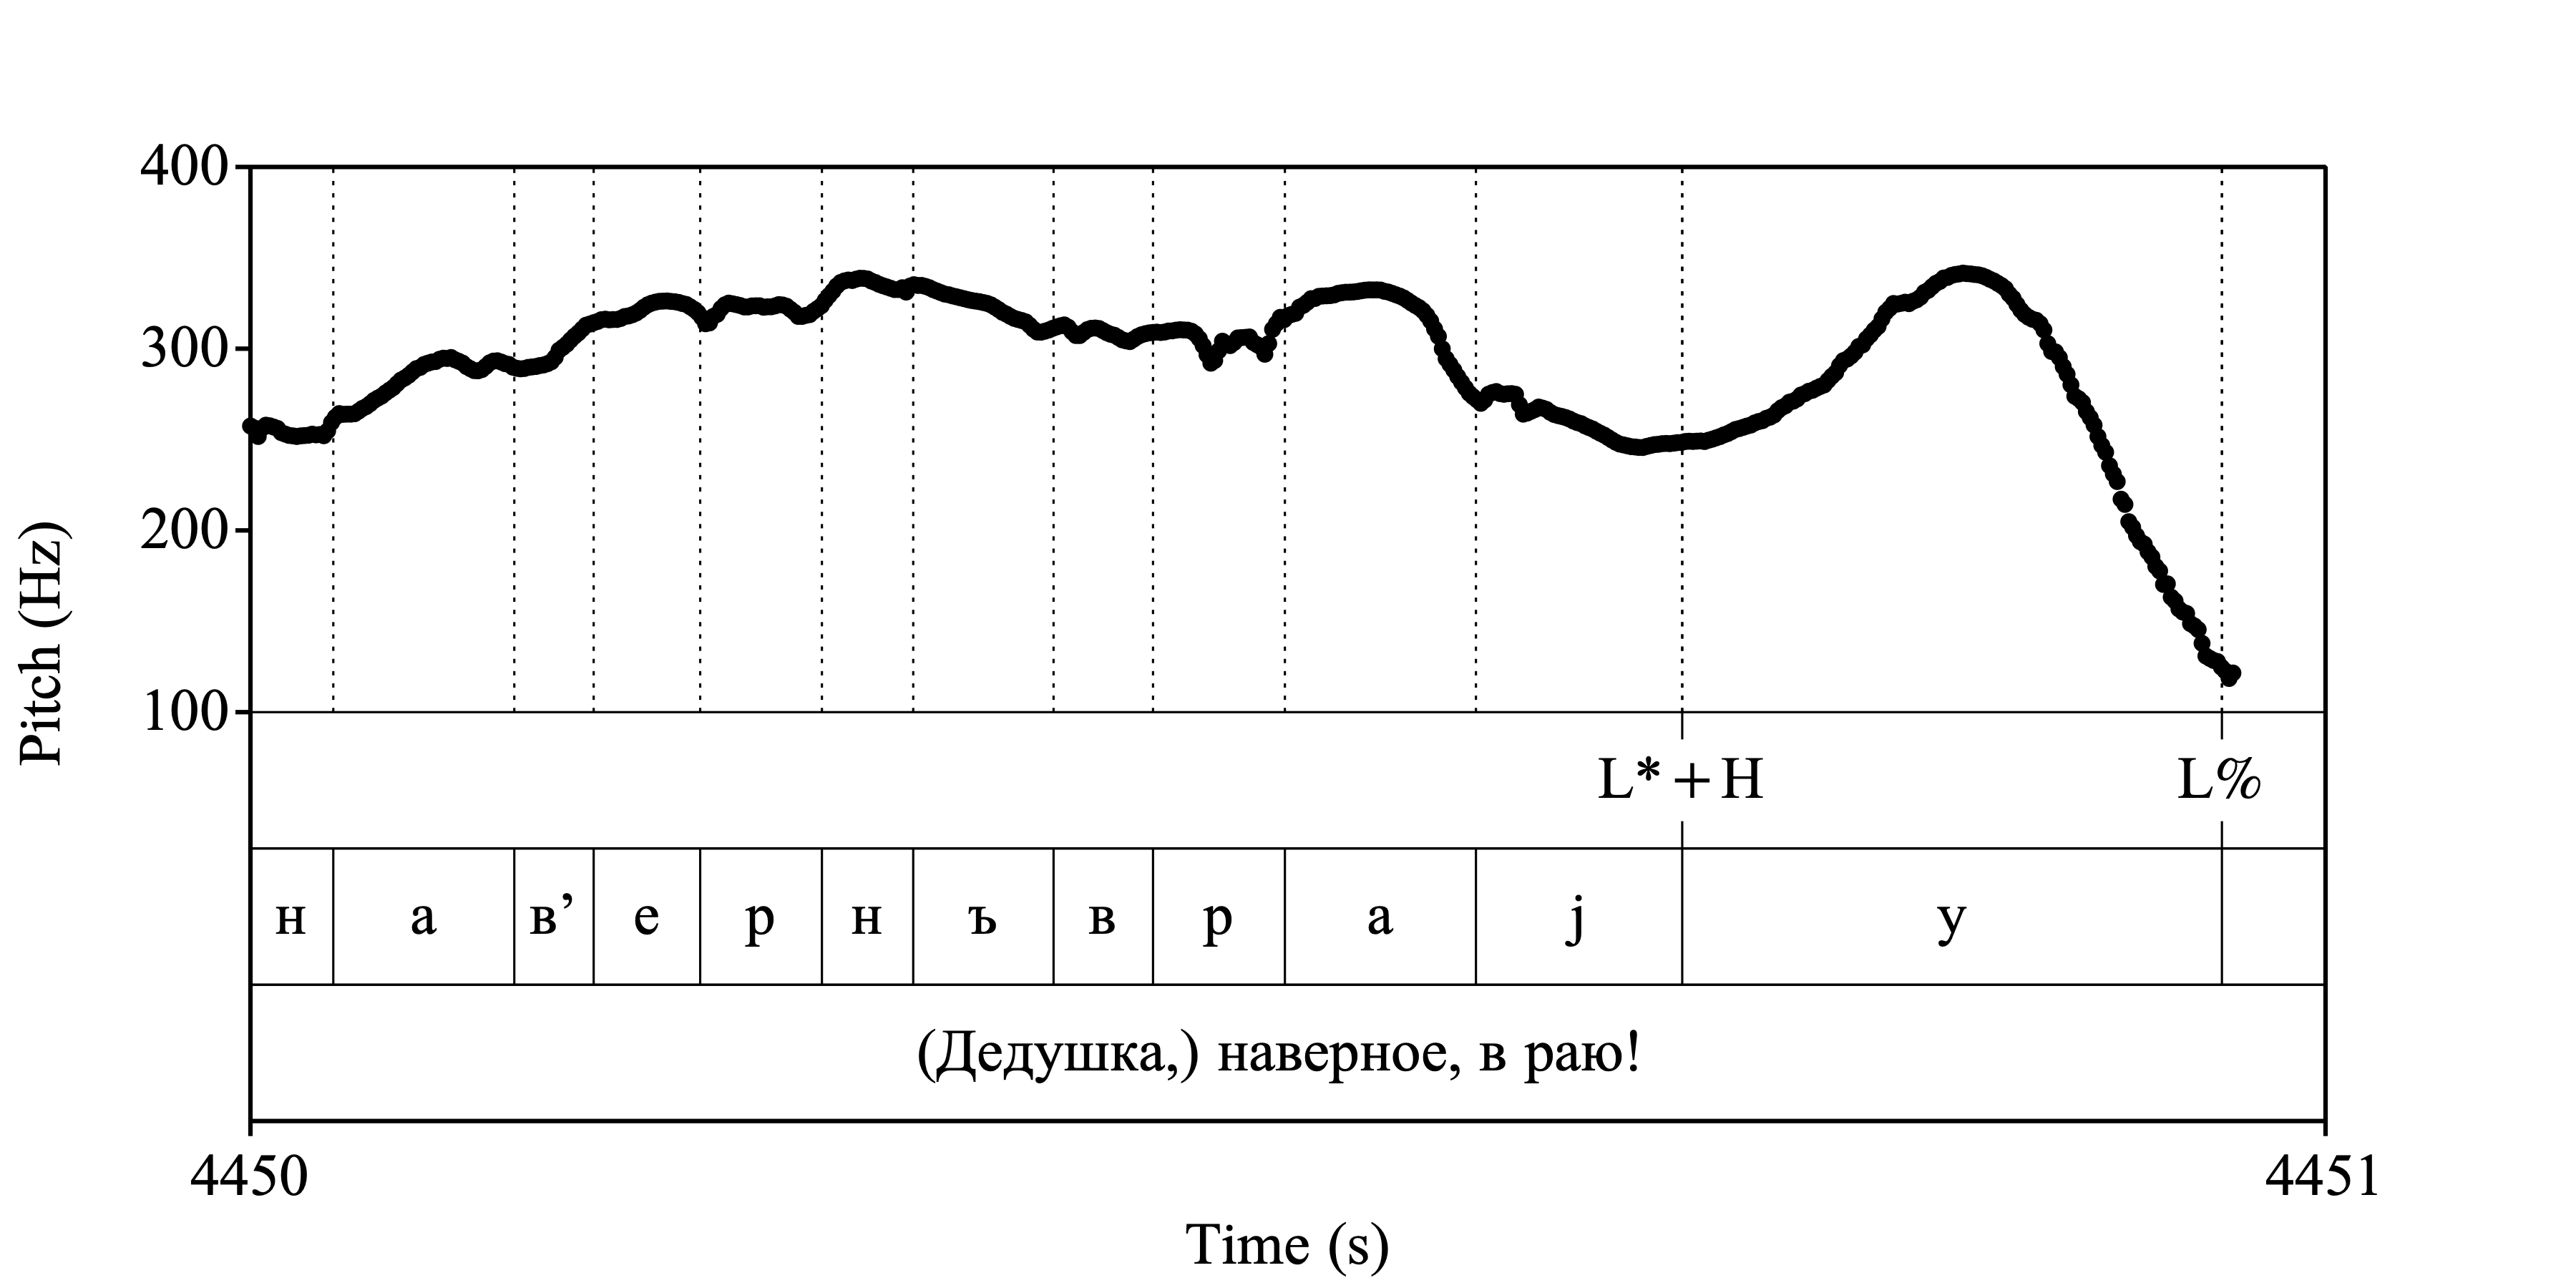 400
300
200
100
Pitch (Hz)
L*+H L%
н а в’ е р н ъ в р а j у
(Дедушка,) наверное, в раю!
4450 4451
Time (s)